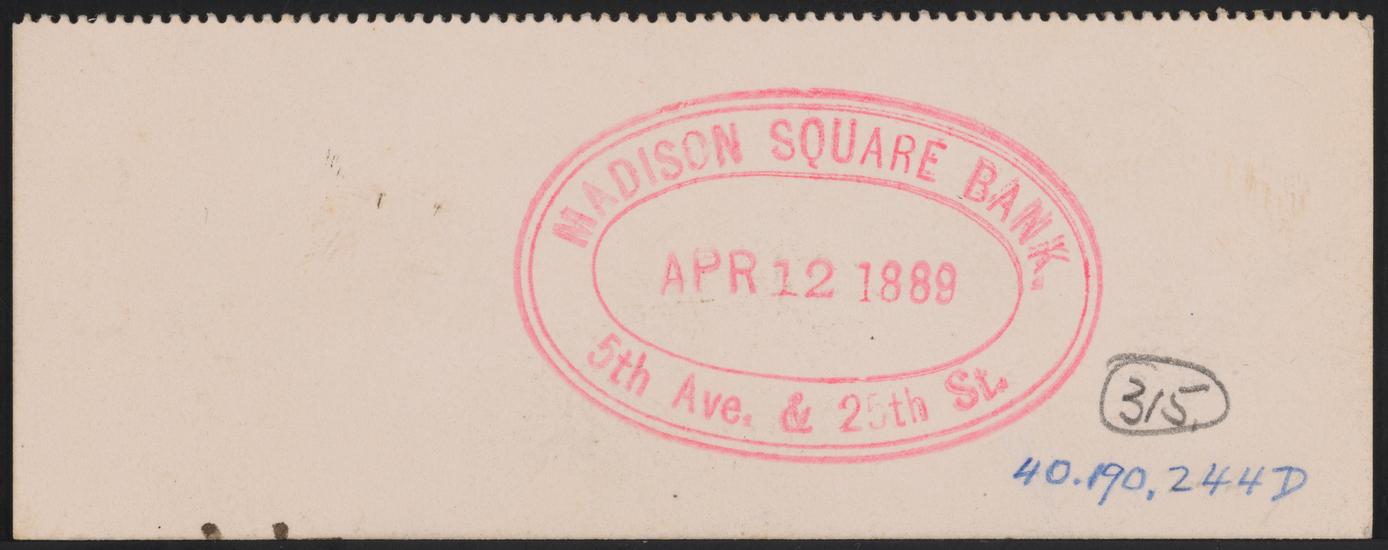 MADISON SQUARE BANK.
APR 12 1889
5th Ave. & 25th St.
315.
40.190.244D